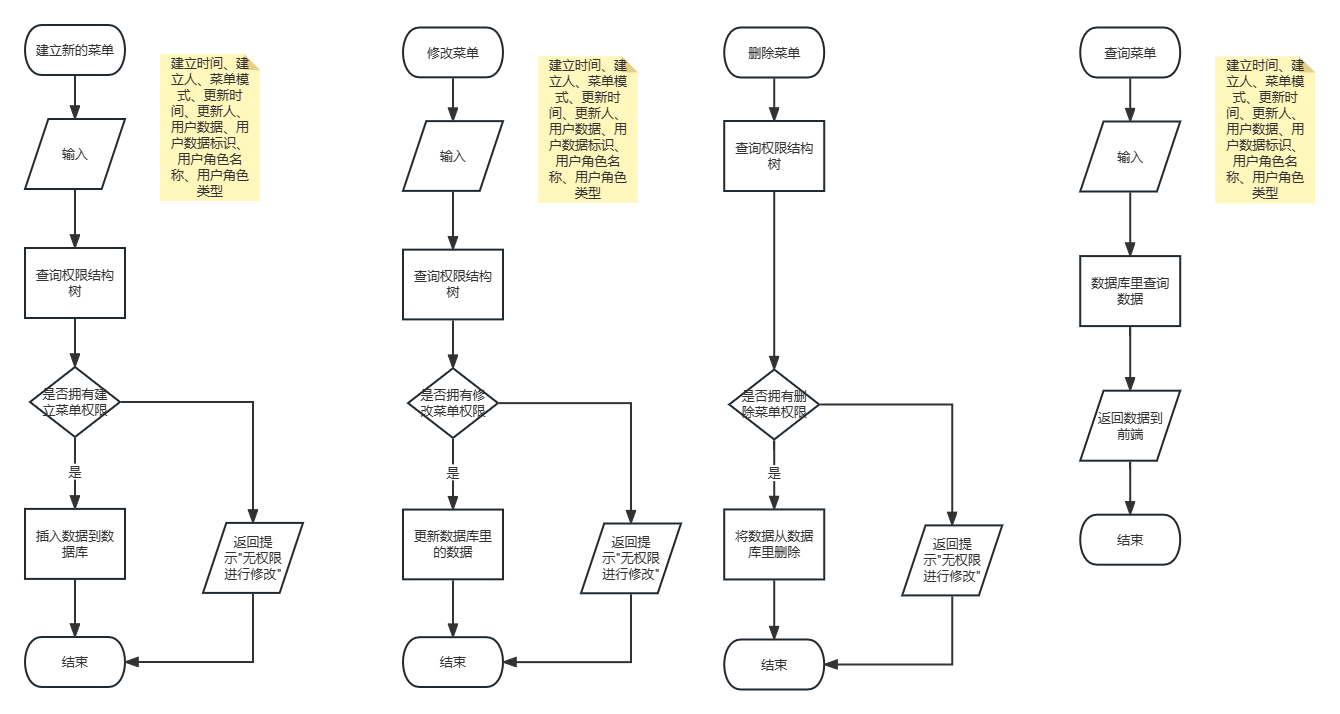 建立新的菜单
建立时间、建
立人、菜单模
式、更新时
间、更新人、
用户数据、用
户数据标识、
用户角色名
称、用户角色
类型
输入
查询权限结构
树
是否拥有建
立菜单权限
是
插入数据到数
据库
返回提
示"无权限
进行修改"
结束
修改菜单
建立时间、建
立人、菜单模
式、更新时
间、更新人、
用户数据、用
户数据标识、
用户角色名
称、用户角色
类型
输入
查询权限结构
树
是否拥有修
改菜单权限
是
更新数据库里
的数据
返回提
示"无权限
进行修改"
结束
删除菜单
查询权限结构
树
是否拥有删
除菜单权限
是
将数据从数据
库里删除
返回提
示"无权限
进行修改"
结束
查询菜单
建立时间、建
立人、菜单模
式、更新时
间、更新人、
用户数据、用
户数据标识、
用户角色名
称、用户角色
类型
输入
数据库里查询
数据
返回数据到
前端
结束